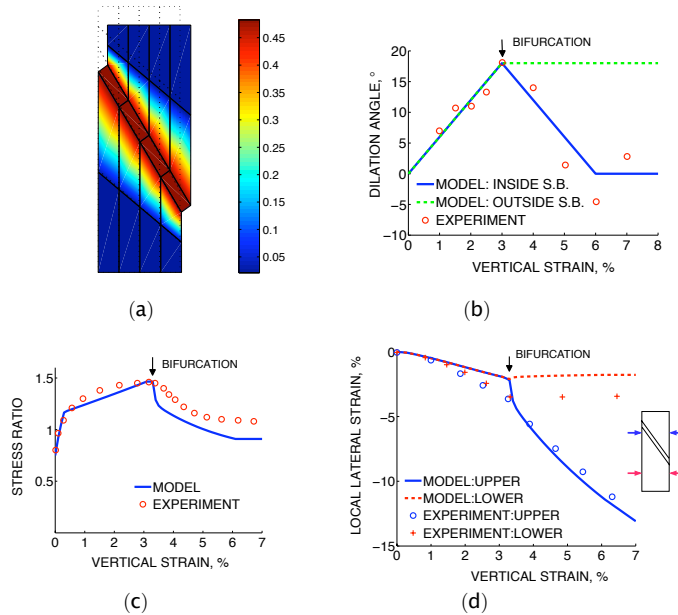 0.45
0.4
0.35
0.3
0.25
0.2
0.15
0.1
0.05
(a)
BIFURCATION
DILATION ANGLE, °
20
15
10
5
0
−5
−10
MODEL: INSIDE S.B.
MODEL: OUTSIDE S.B.
EXPERIMENT
0 1 2 3 4 5 6 7 8
VERTICAL STRAIN, %
(b)
BIFURCATION
STRESS RATIO
1.5
1
0.5
MODEL
EXPERIMENT
0 1 2 3 4 5 6 7
VERTICAL STRAIN, %
(c)
BIFURCATION
LOCAL LATERAL STRAIN, %
0
−5
−10
−15
MODEL:UPPER
MODEL:LOWER
EXPERIMENT:UPPER
EXPERIMENT:LOWER
0 1 2 3 4 5 6 7
VERTICAL STRAIN, %
(d)